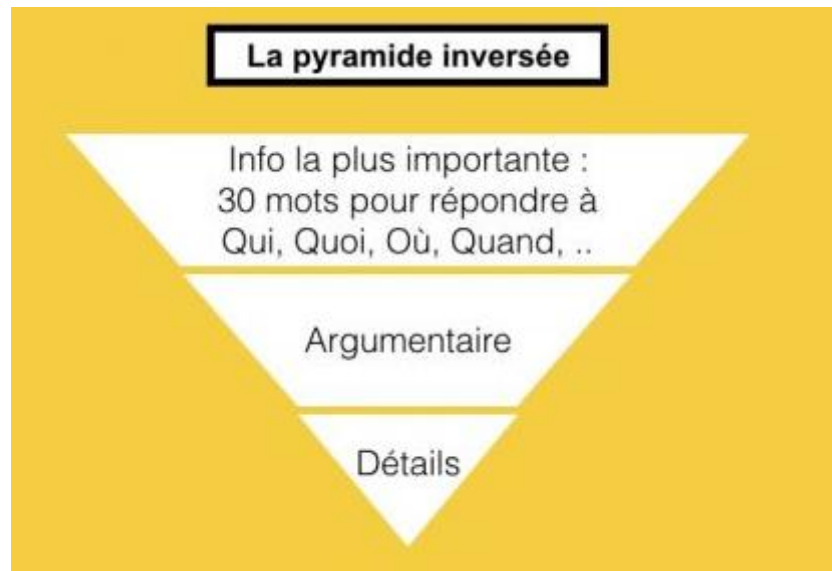 La pyramide inversée
Info la plus importante :
30 mots pour répondre à
Qui, Quoi, Où, Quand, ..
Argumentaire
Détails